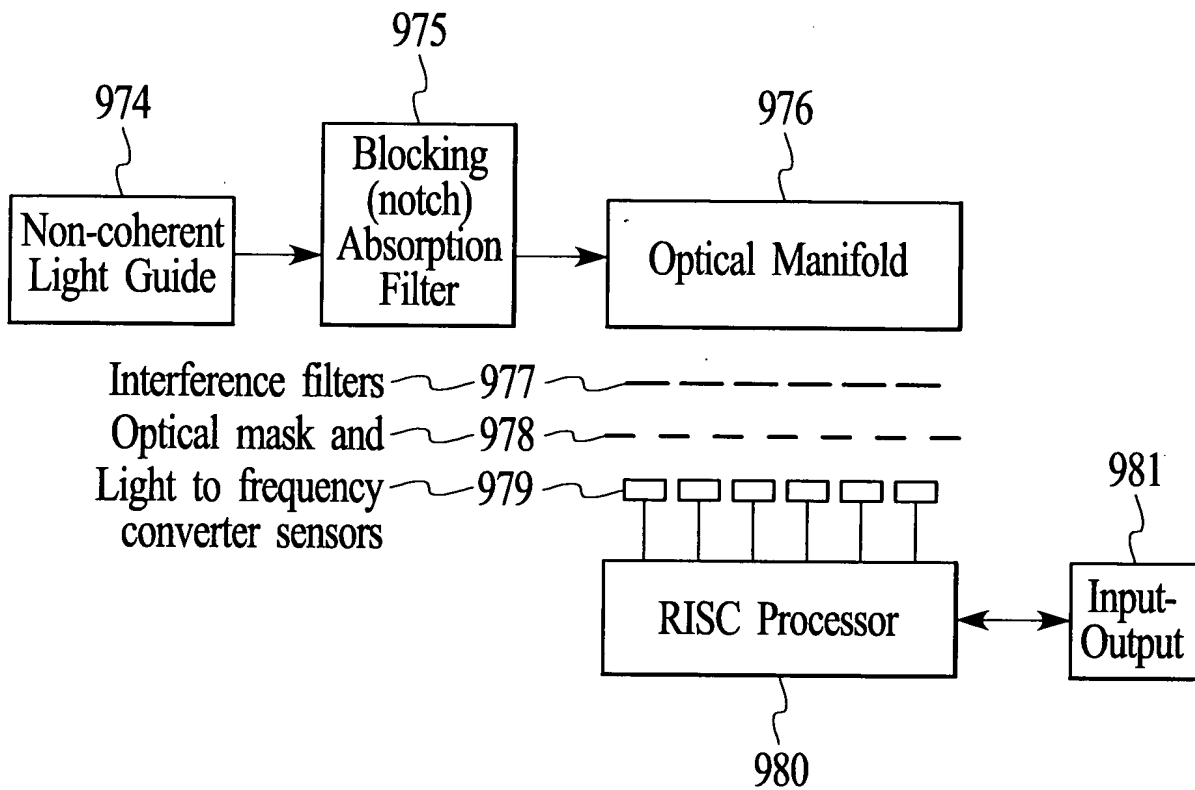 975
974
976
Blocking
(notch)
Absorption
Filter
Non-coherent
Light Guide
Optical Manifold
Interference filters 977
Optical mask and 978
Light to frequency 979
converter sensors
981
RISC Processor
Input-
Output
980